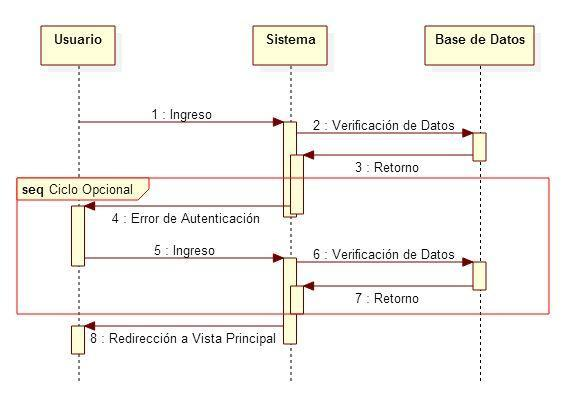 Usuario
Sistema
Base de Datos
1 : Ingreso
2 : Verificación de Datos
3 : Retorno
seq Ciclo Opcional
4 : Error de Autenticación
5 : Ingreso
6 : Verificación de Datos
7 : Retorno
8 : Redirección a Vista Principal